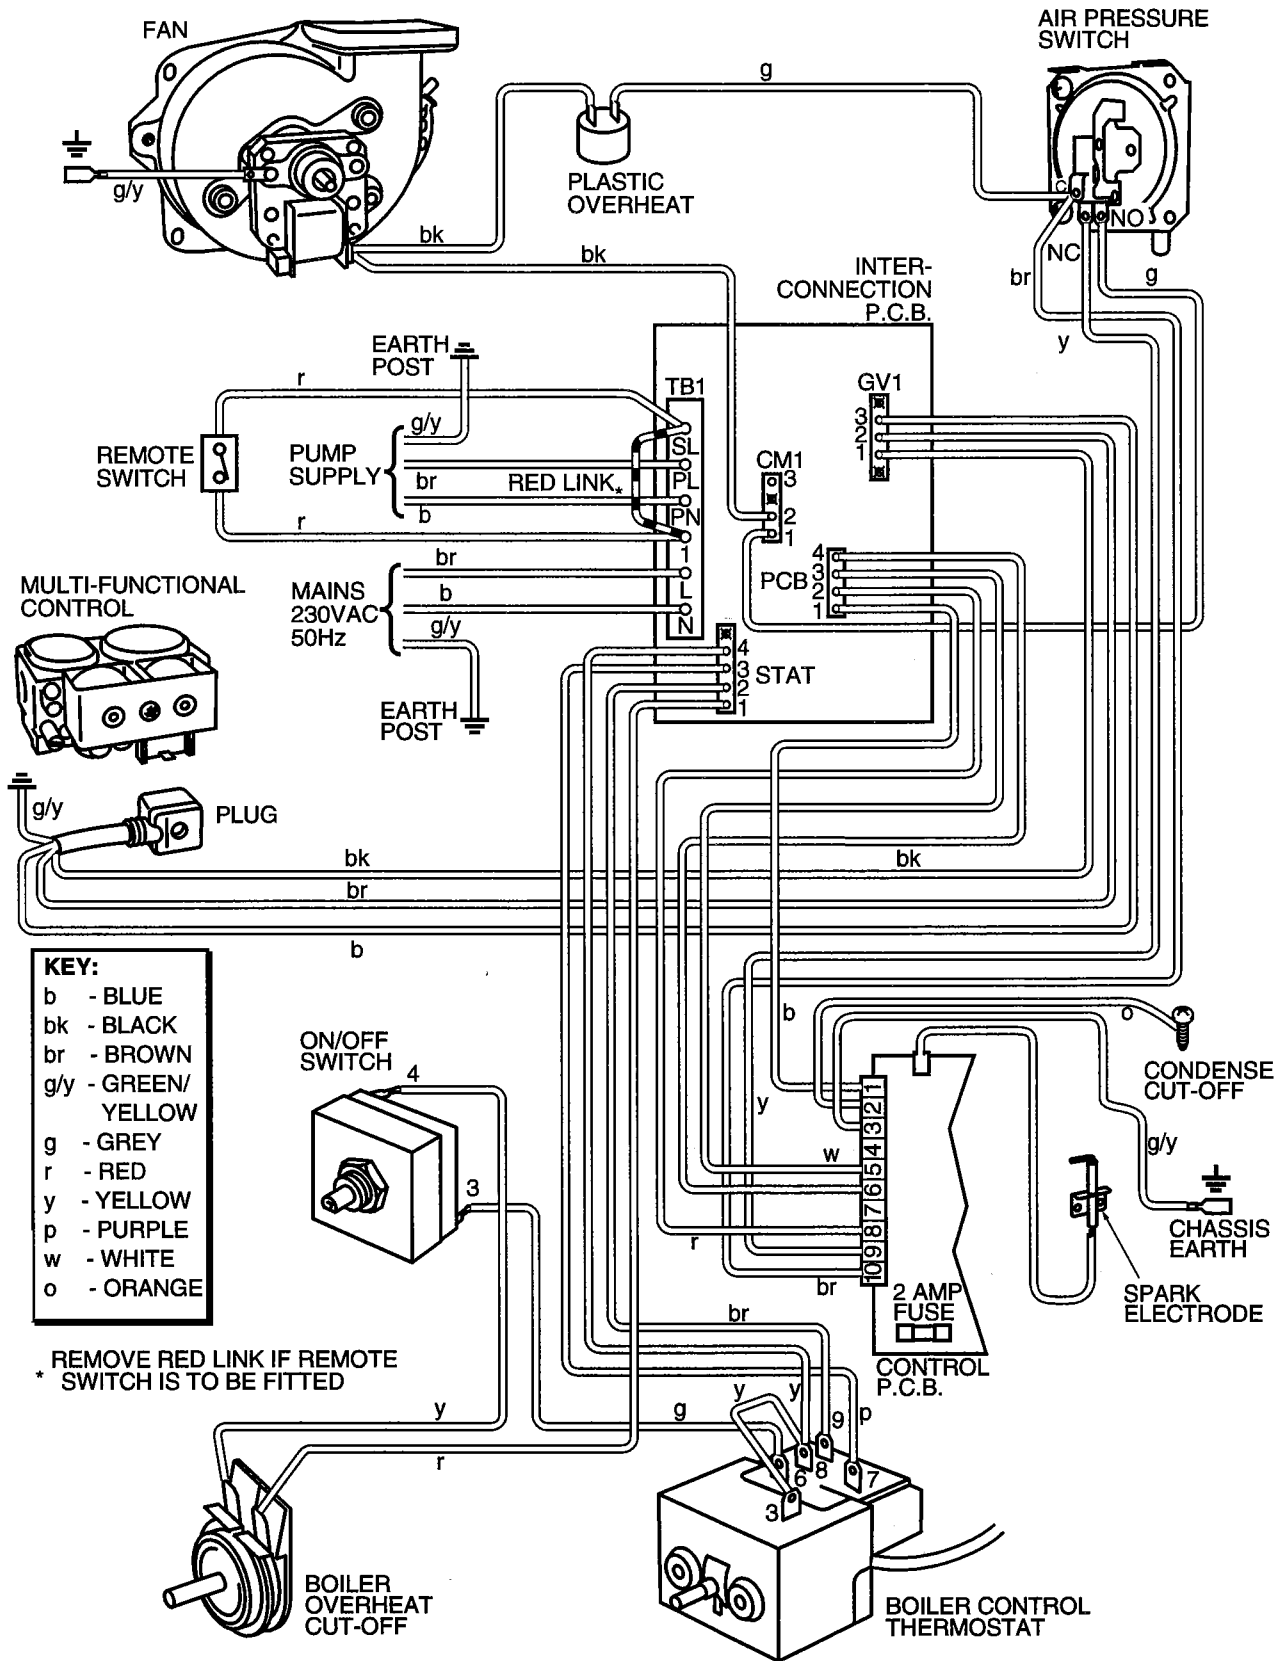 FAN
AIR PRESSURE
SWITCH
g
g/y
PLASTIC
OVERHEAT
C
NO
NC
bk
bk
br
g
y
INTER-
CONNECTION
P.C.B.
EARTH
POST
r
TB1
GV1
3
2
1
g/y
REMOTE
SWITCH
PUMP
SUPPLY
br
b
RED LINK*
SL
PL
PN
1
L
N
CM1
3
2
1
r
br
MAINS
230VAC
50Hz
b
g/y
PCB
4
3
2
1
MULTI-FUNCTIONAL
CONTROL
STAT
4
3
2
1
EARTH
POST
g/y
PLUG
bk
bk
br
b
KEY:
b - BLUE
bk - BLACK
br - BROWN
g/y - GREEN/
YELLOW
g - GREY
r - RED
y - YELLOW
p - PURPLE
w - WHITE
o - ORANGE
ON/OFF
SWITCH
4
3
b
o
CONDENSE
CUT-OFF
y
w
r
br
1
2
3
4
5
6
7
8
9
10
g/y
CHASSIS
EARTH
SPARK
ELECTRODE
2 AMP
FUSE
CONTROL
P.C.B.
br
REMOVE RED LINK IF REMOTE
* SWITCH IS TO BE FITTED
y
g
y
y
9
p
r
6
8
7
3
BOILER
OVERHEAT
CUT-OFF
BOILER CONTROL
THERMOSTAT